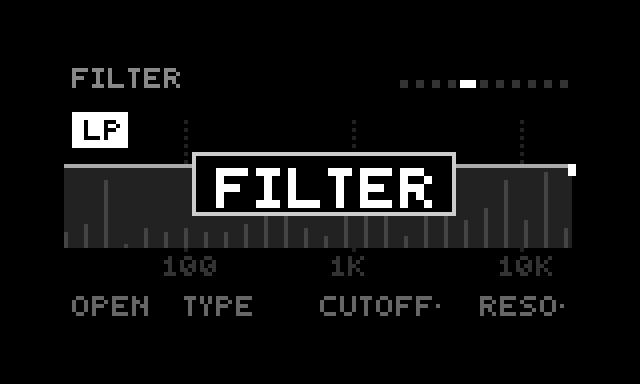 FILTER
LP
FILTER
100 1K 10K
OPEN TYPE CUTOFF· RESO·